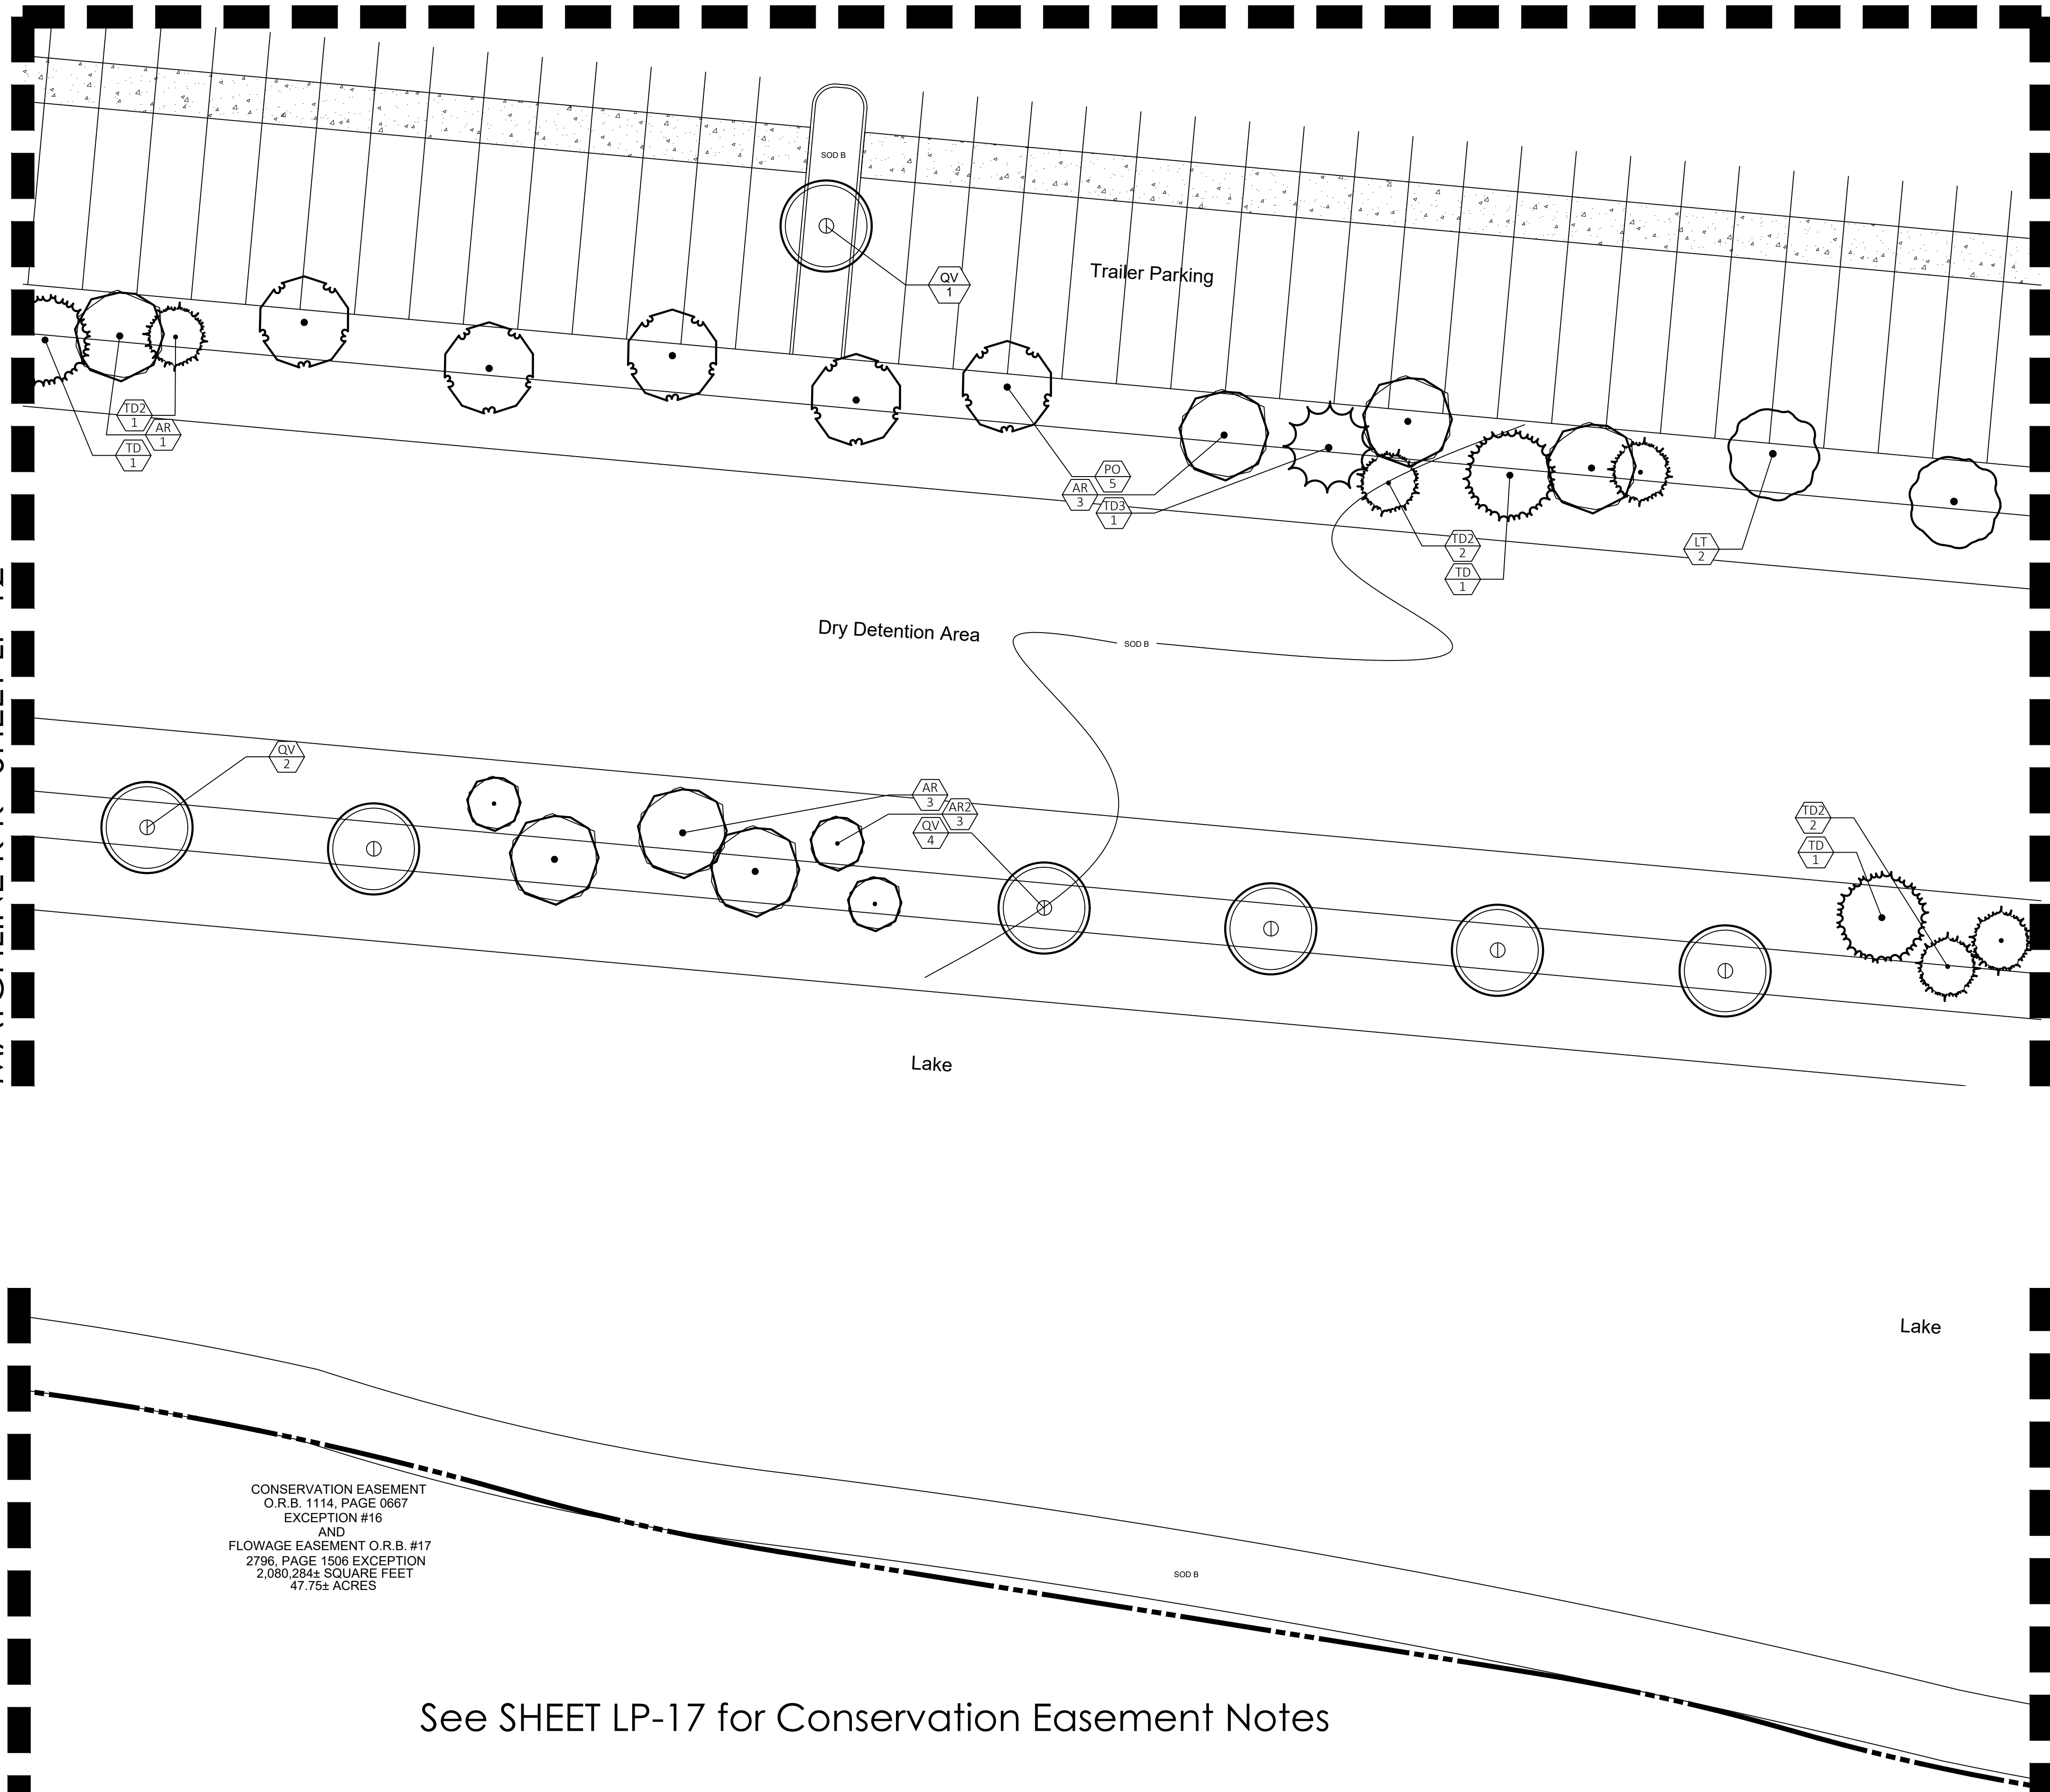 SOD B
QV
1
Trailer Parking
TD2
1
AR
1
TD
1
PO
5
AR
3
TD3
1
TD2
2
TD
1
LT
2
Dry Detention Area
SOD B
QV
2
AR
3
AR2
3
QV
4
TD2
2
TD
1
Lake
Lake
CONSERVATION EASEMENT
O.R.B. 1114, PAGE 0667
EXCEPTION #16
AND
FLOWAGE EASEMENT O.R.B. #17
2796, PAGE 1506 EXCEPTION
2,080,284± SQUARE FEET
47.75± ACRES
SOD B
See SHEET LP-17 for Conservation Easement Notes